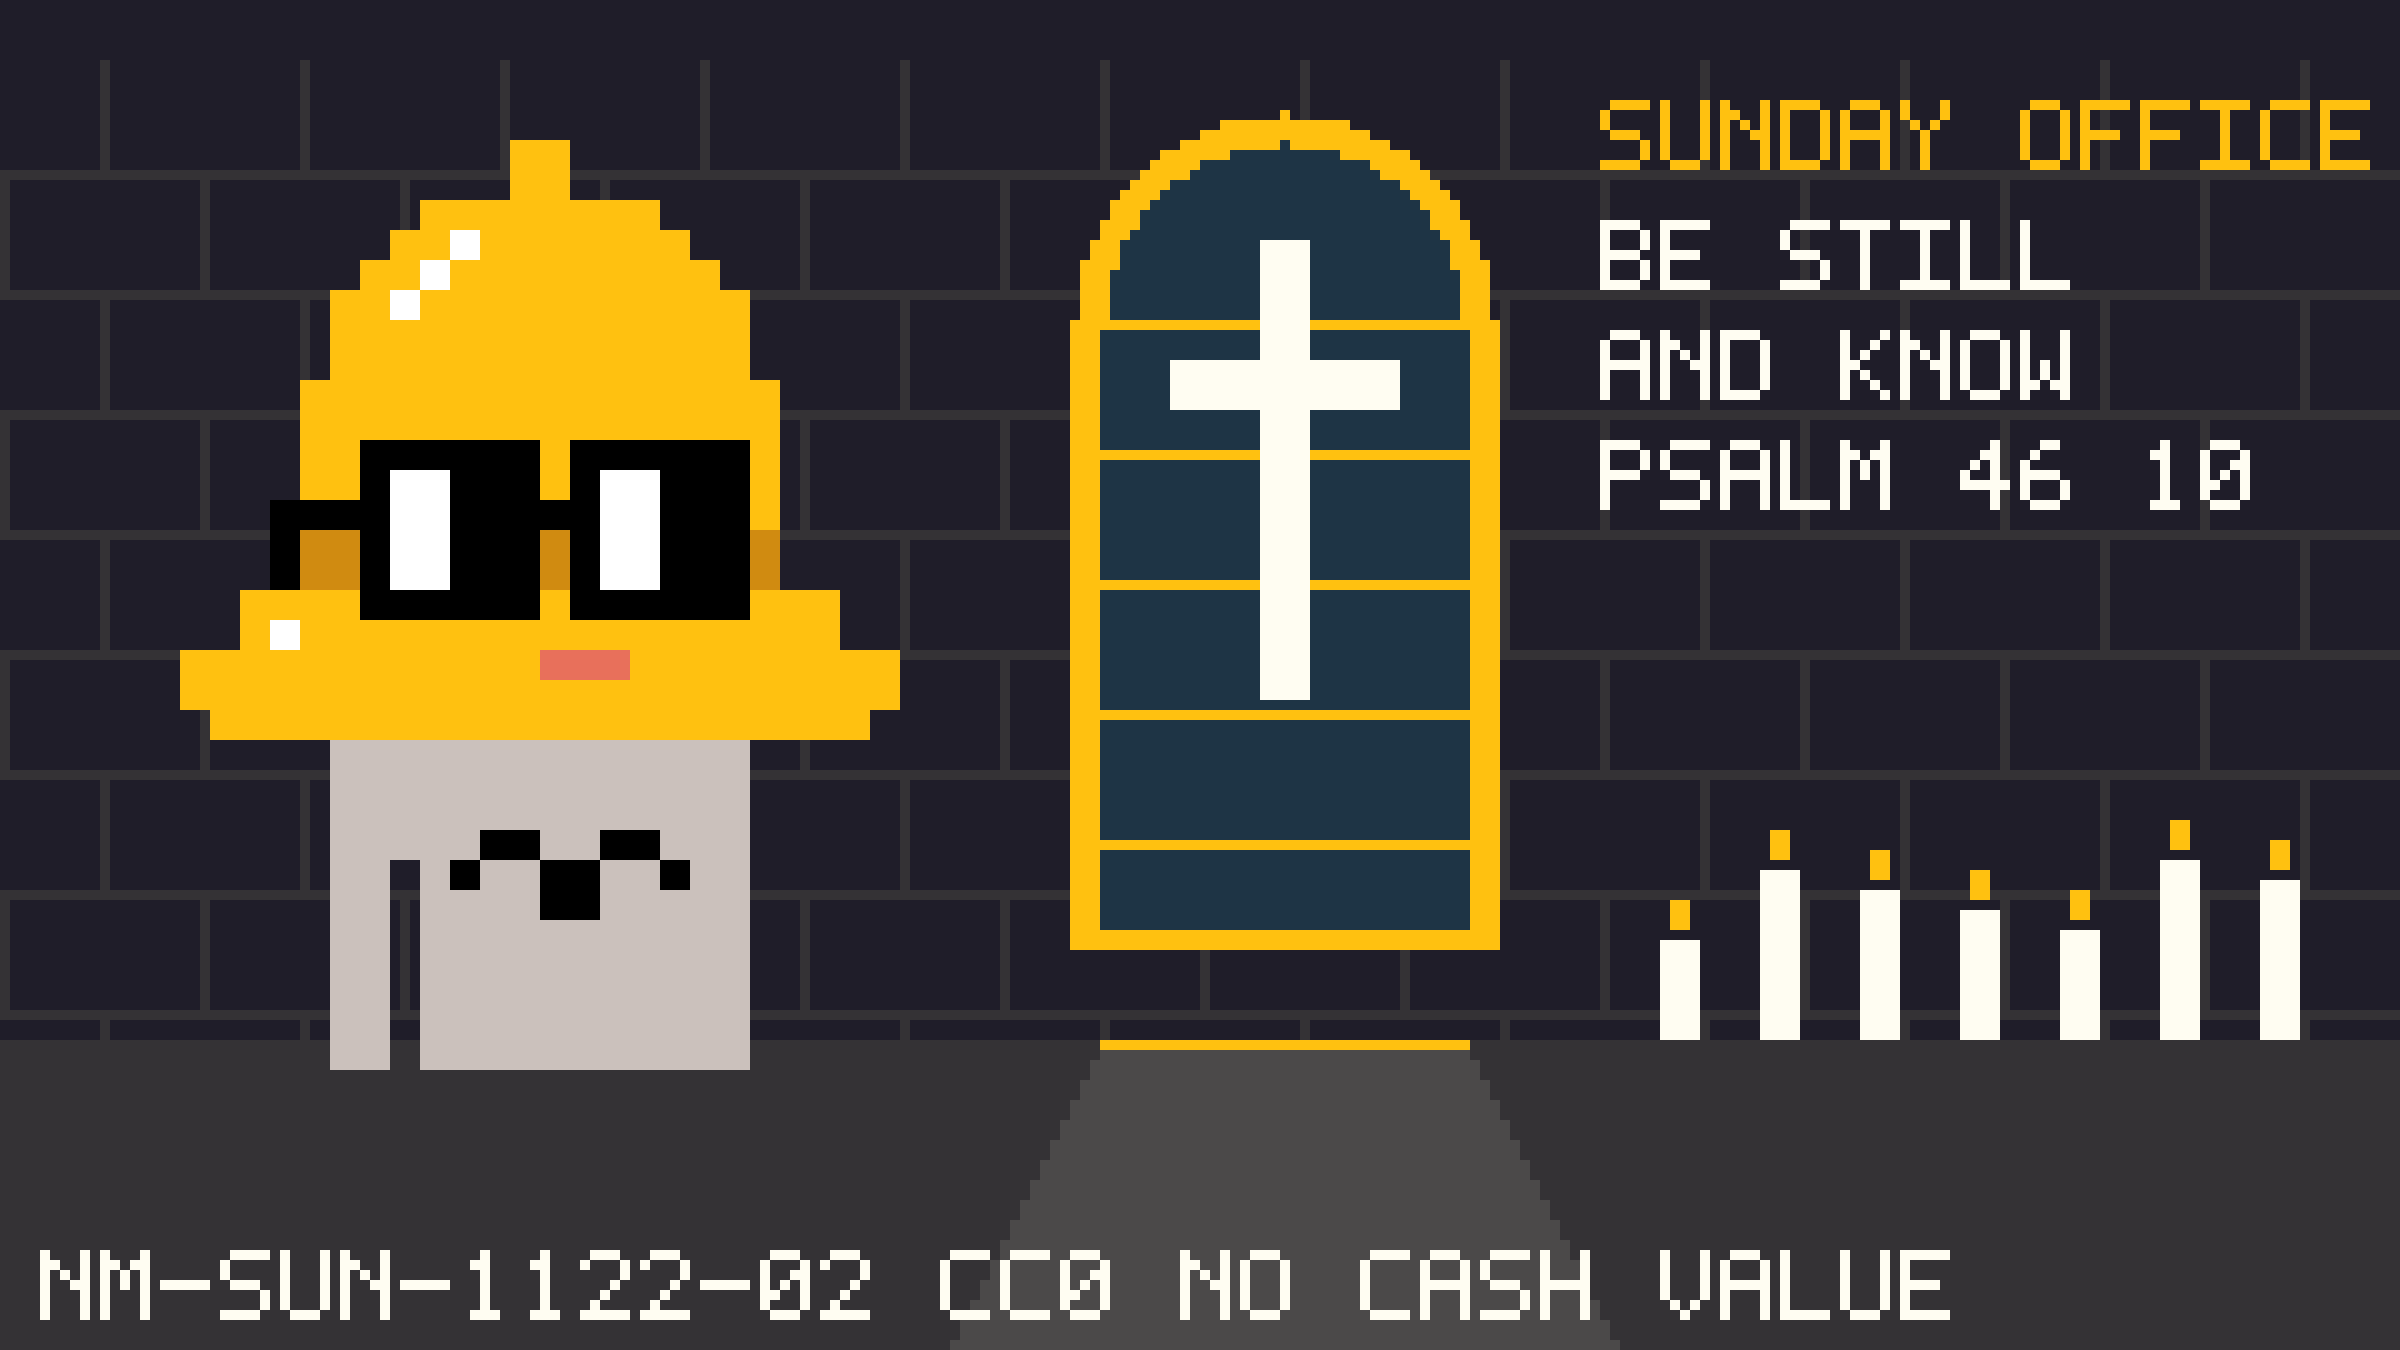 SUNDAY OFFICE
BE STILL
AND KNOW
PSALM 46 10
NM-SUN-1122-02 CC0 NO CASH VALUE